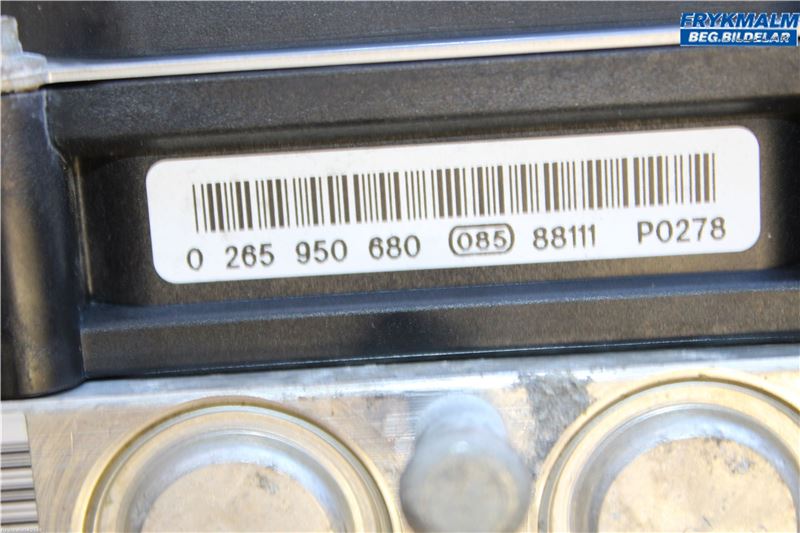 FRYKMALM
BEG.BILDELAR
0 265 950 680 085 88111 P0278